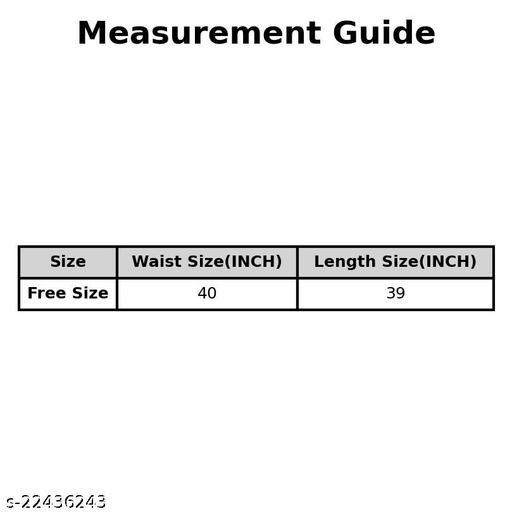 Measurement Guide
Size Waist Size(INCH) Length Size(INCH)
Free Size 40 39
s-22436243